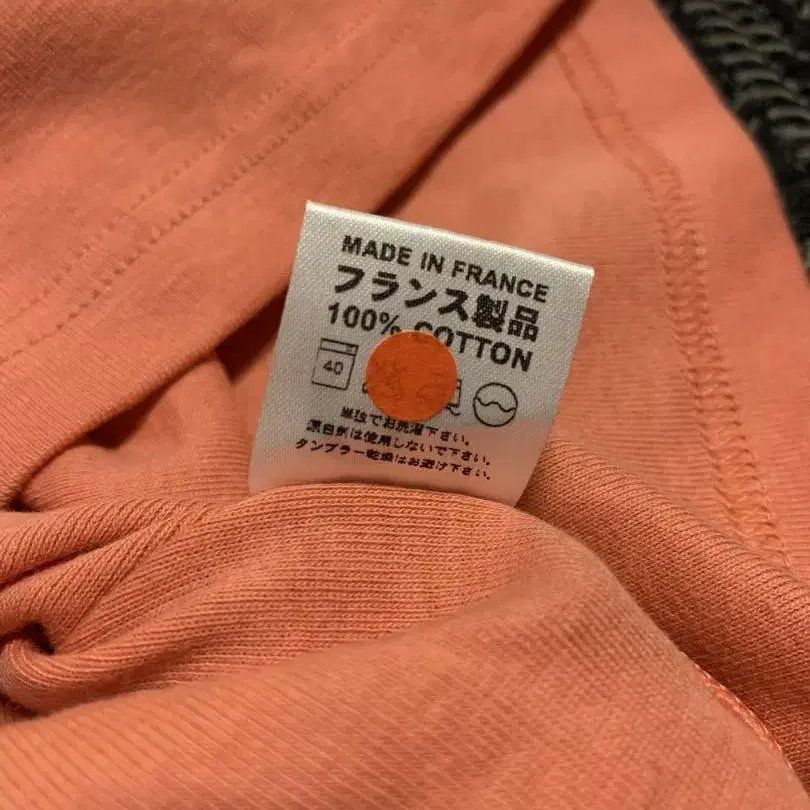 MADE IN FRANCE
フランス製品
100% COTTON
40
単独でお洗濯下さい。
漂白剤は使用しないで下さい。
タンブラー乾燥はお避け下さい。